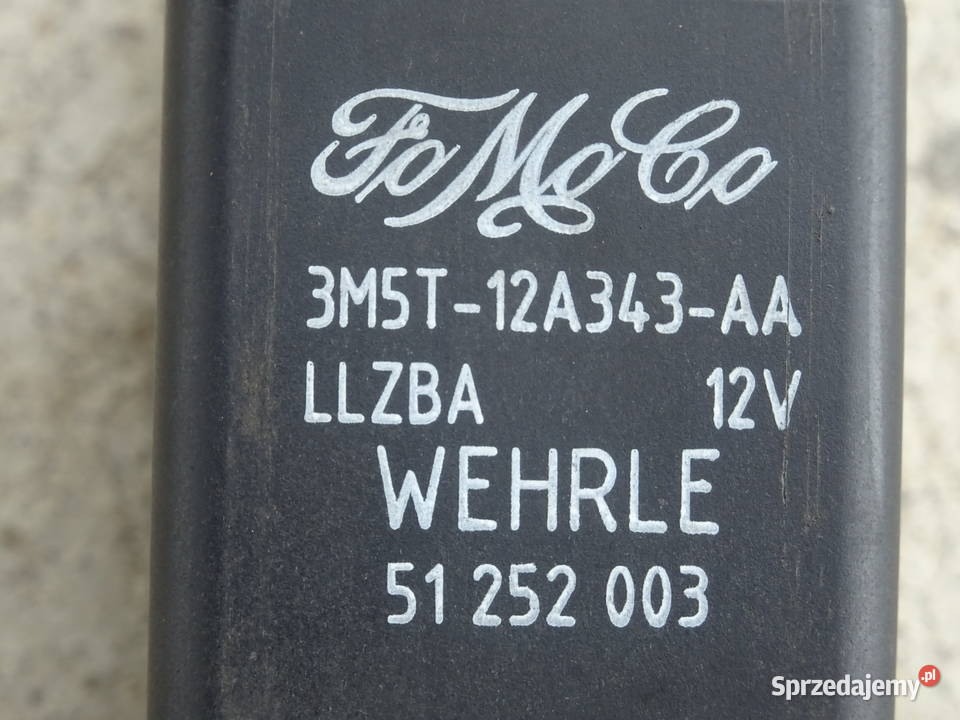 FoMoCo
3M5T-12A343-AA
LLZBA 12V
WEHRLE
51 252 003
Sprzedajemy.pl